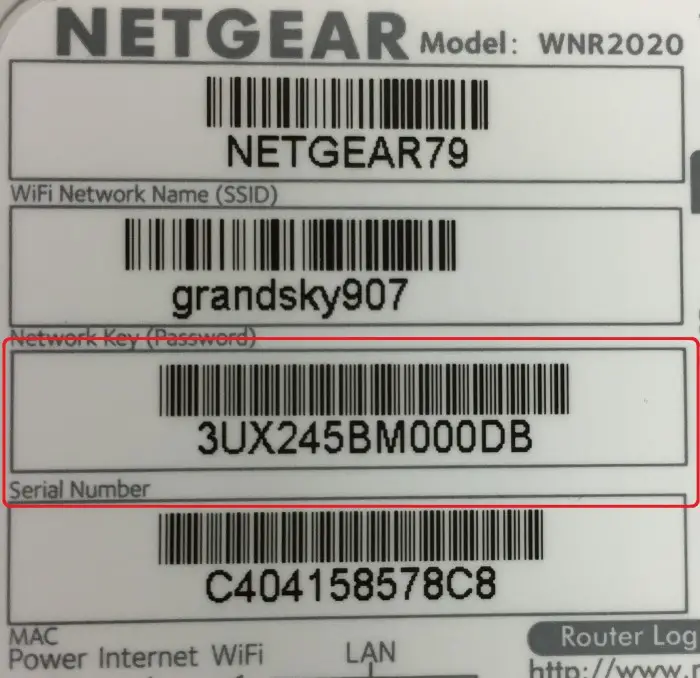 NETGEAR Model: WNR2020
NETGEAR79
WiFi Network Name (SSID)
grandsky907
Network Key (Password)
3UX245BM000DB
Serial Number
C404158578C8
MAC
Router Log
Power Internet WiFi LAN
http://www.r